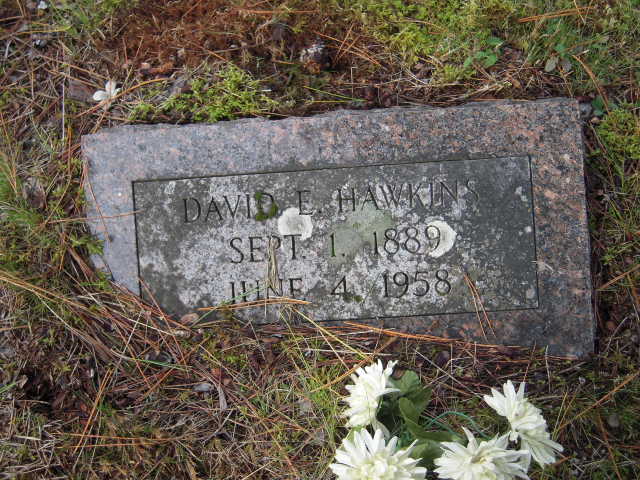 DAVID E. HAWKINS
SEPT. 1. 1889
JUNE 4. 1958